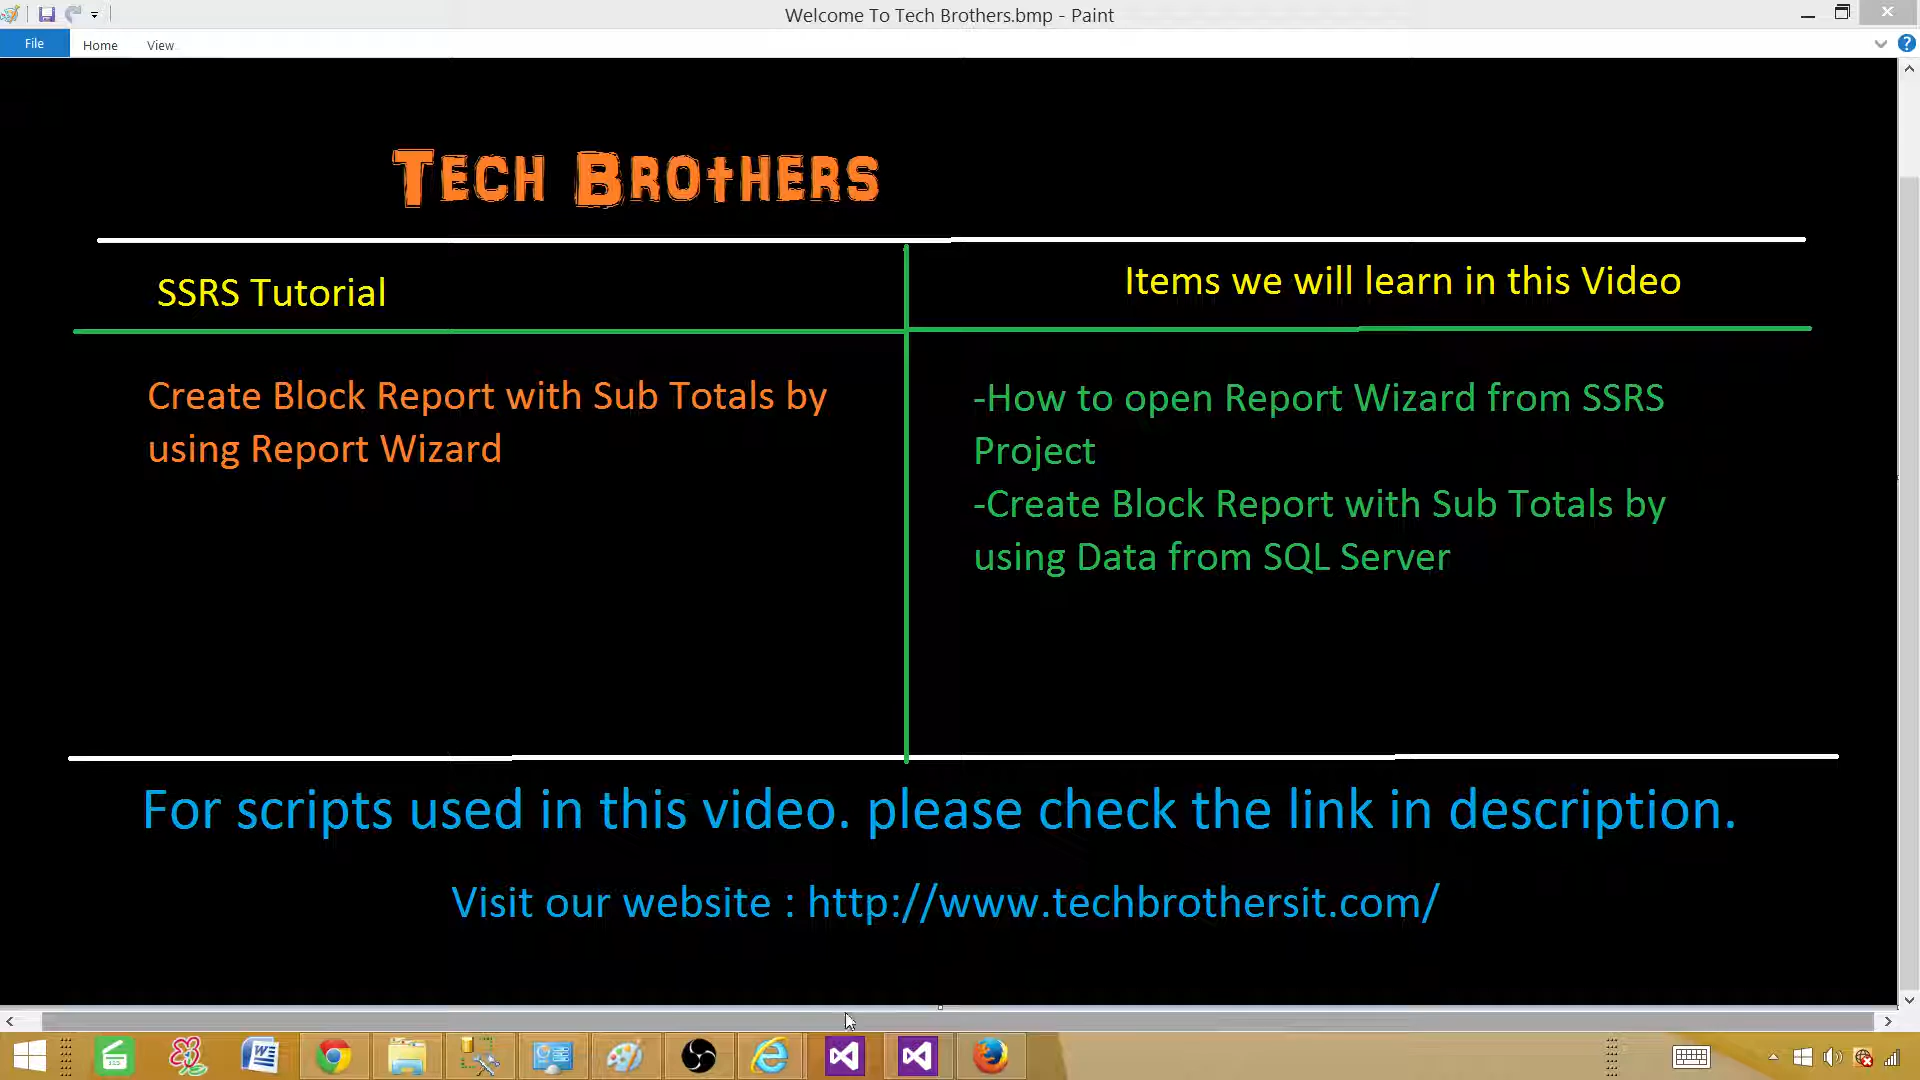 Welcome To Tech Brothers.bmp - Paint
File Home View
Tech Brothers
SSRS Tutorial
Items we will learn in this Video
Create Block Report with Sub Totals by
using Report Wizard
-How to open Report Wizard from SSRS
Project
-Create Block Report with Sub Totals by
using Data from SQL Server
For scripts used in this video. please check the link in description.
Visit our website : http://www.techbrothersit.com/